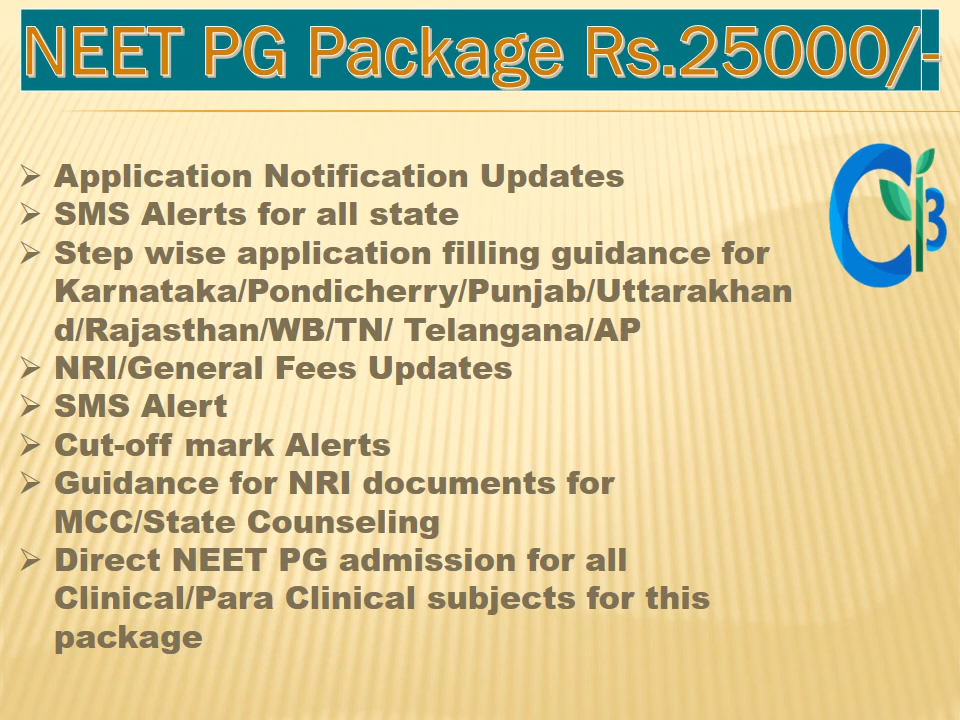 NEET PG Package Rs.25000/-
Application Notification Updates
SMS Alerts for all state
Step wise application filling guidance for
Karnataka/Pondicherry/Punjab/Uttarakhan
d/Rajasthan/WB/TN/ Telangana/AP
NRI/General Fees Updates
SMS Alert
Cut-off mark Alerts
Guidance for NRI documents for
MCC/State Counseling
Direct NEET PG admission for all
Clinical/Para Clinical subjects for this
package
Ci3